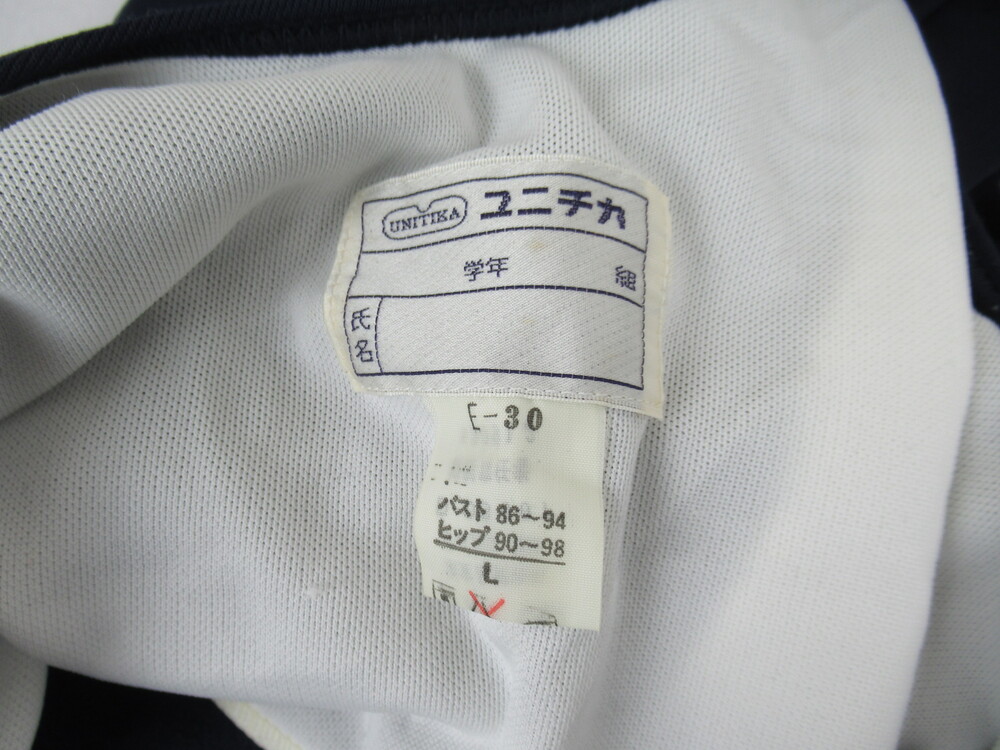 UNITIKA ユニチカ
学年 組
氏名
E-30
バスト 86~94
ヒップ 90~98
L